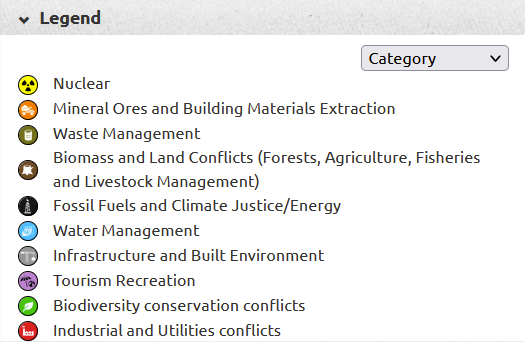 Legend
Category
Nuclear
Mineral Ores and Building Materials Extraction
Waste Management
Biomass and Land Conflicts (Forests, Agriculture, Fisheries
and Livestock Management)
Fossil Fuels and Climate Justice/Energy
Water Management
Infrastructure and Built Environment
Tourism Recreation
Biodiversity conservation conflicts
Industrial and Utilities conflicts